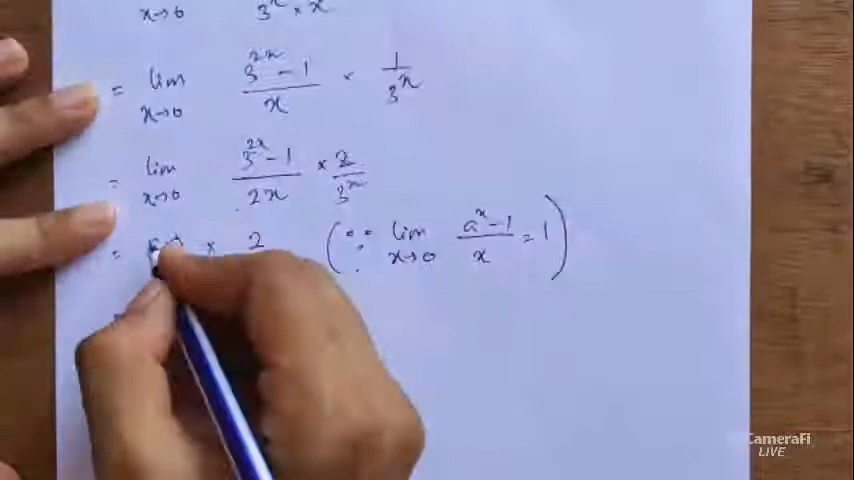 x→0 3^x × x
= lim x→0 (3^{2x} - 1)/x × 1/3^x
= lim x→0 (3^{2x} - 1)/2x × 2/3^x
= × 2 (∵ lim x→0 (a^x - 1)/x = 1)
CameraFi
LIVE